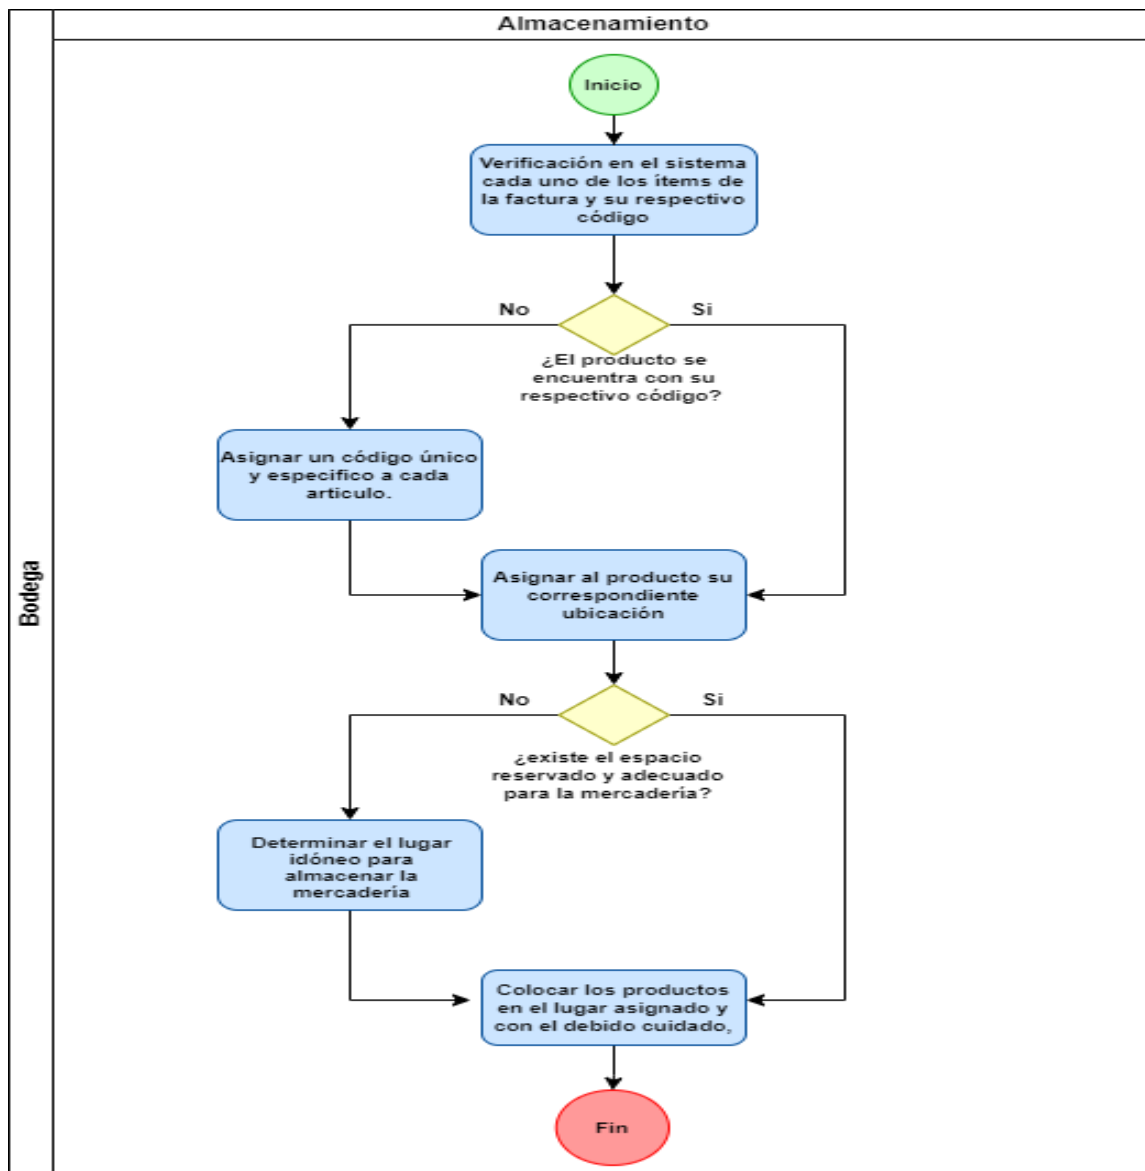 Almacenamiento
Bodega
Inicio
Verificación en el sistema
cada uno de los ítems de
la factura y su respectivo
código
No
Si
¿El producto se
encuentra con su
respectivo código?
Asignar un código único
y especifico a cada
articulo.
Asignar al producto su
correspondiente
ubicación
No
Si
¿existe el espacio
reservado y adecuado
para la mercadería?
Determinar el lugar
idóneo para
almacenar la
mercadería
Colocar los productos
en el lugar asignado y
con el debido cuidado,
Fin